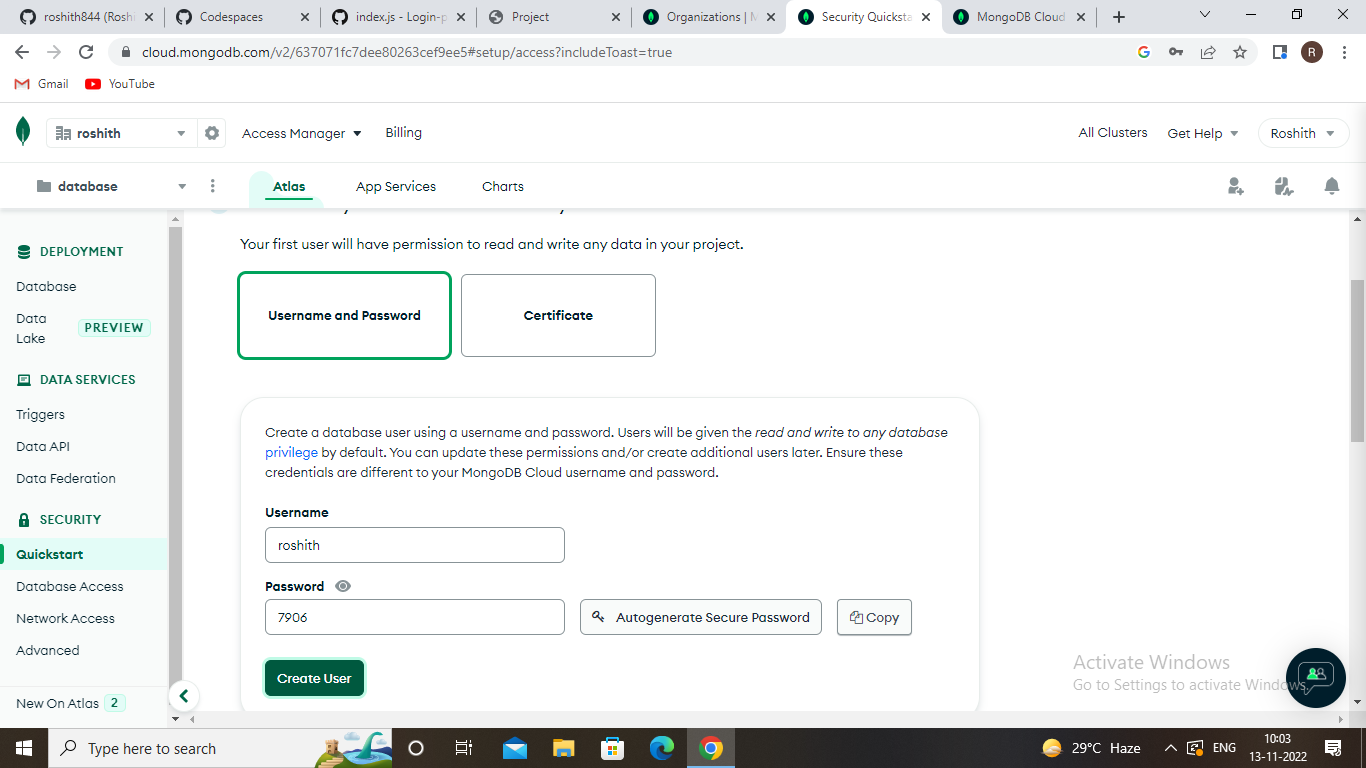 roshith844 (Roshi
Codespaces
index.js - Login-p
Project
Organizations | M
Security Quicksta
MongoDB Cloud
cloud.mongodb.com/v2/637071fc7dee80263cef9ee5#setup/access?includeToast=true
G
R
Gmail
YouTube
roshith
Access Manager
Billing
All Clusters
Get Help
Roshith
database
Atlas
App Services
Charts
DEPLOYMENT
Database
Data Lake PREVIEW
DATA SERVICES
Triggers
Data API
Data Federation
SECURITY
Quickstart
Database Access
Network Access
Advanced
New On Atlas 2
Your first user will have permission to read and write any data in your project.
Username and Password
Certificate
Create a database user using a username and password. Users will be given the read and write to any database
privilege by default. You can update these permissions and/or create additional users later. Ensure these
credentials are different to your MongoDB Cloud username and password.
Username
roshith
Password
7906
Autogenerate Secure Password
Copy
Create User
Activate Windows
Go to Settings to activate Windows.
Type here to search
29°C Haze
ENG
10:03
13-11-2022